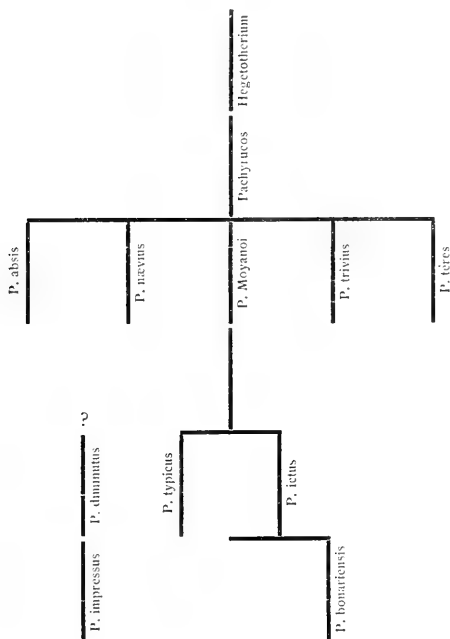 Hegetotherium
Pachyrucos
P. absis
P. nævius
P. Moyanoi
P. trivius
P. teres
?
P. typicus
P. ictus
P. diminutus
P. impressus
P. bonariensis